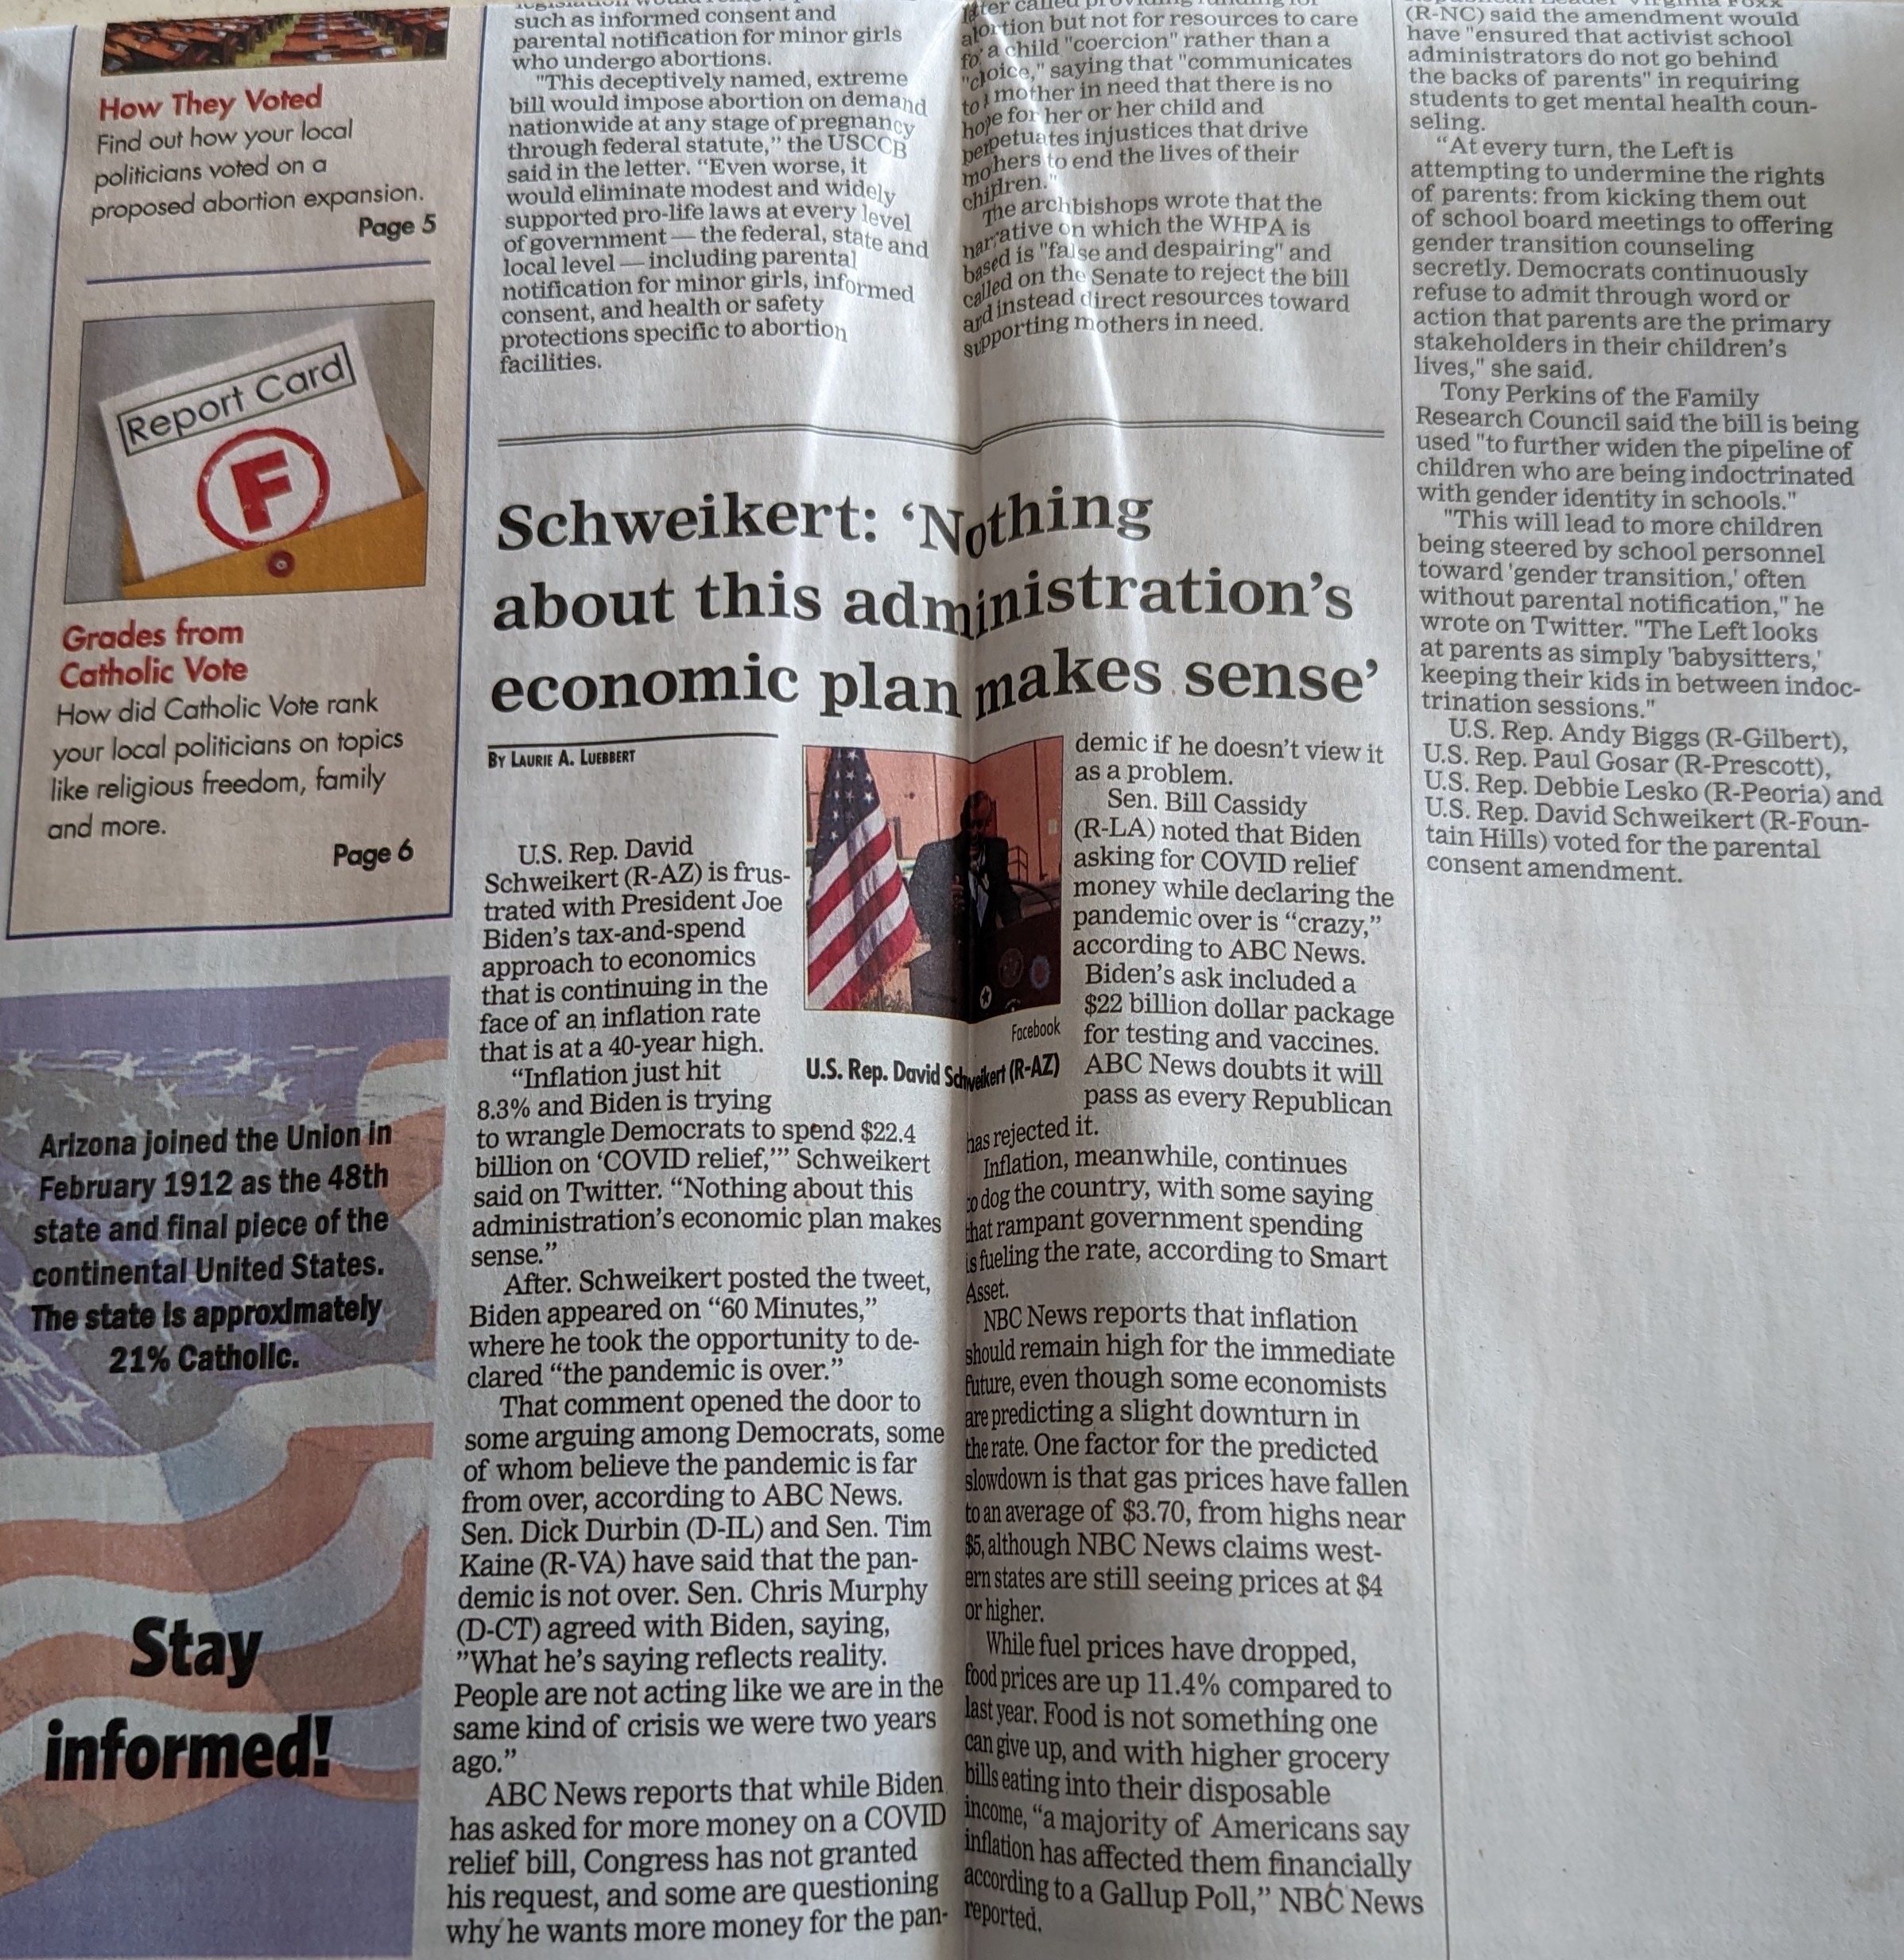 How They Voted
Find out how your local
politicians voted on a
proposed abortion expansion.
Page 5
Report Card
F
Grades from
Catholic Vote
How did Catholic Vote rank
your local politicians on topics
like religious freedom, family
and more.
Page 6
Arizona joined the Union in
February 1912 as the 48th
state and final piece of the
continental United States.
The state is approximately
21% Catholic.
Stay
informed!
such as informed consent and
parental notification for minor girls
who undergo abortions.
"This deceptively named, extreme
bill would impose abortion on demand
nationwide at any stage of pregnancy
through federal statute," the USCCB
said in the letter. “Even worse, it
would eliminate modest and widely
supported pro-life laws at every level
of government — the federal, state and
local level — including parental
notification for minor girls, informed
consent, and health or safety
protections specific to abortion
facilities.
abortion but not for resources to care
for a child "coercion" rather than a
"choice," saying that "communicates
to a mother in need that there is no
hope for her or her child and
perpetuates injustices that drive
mothers to end the lives of their
children."
The archbishops wrote that the
narrative on which the WHPA is
based is "false and despairing" and
called on the Senate to reject the bill
and instead direct resources toward
supporting mothers in need.
Schweikert: ‘Nothing
about this administration’s
economic plan makes sense’
By Laurie A. Luebbert
U.S. Rep. David
Schweikert (R-AZ) is frus-
trated with President Joe
Biden’s tax-and-spend
approach to economics
that is continuing in the
face of an inflation rate
that is at a 40-year high.
“Inflation just hit
8.3% and Biden is trying
to wrangle Democrats to spend $22.4
billion on ‘COVID relief,’” Schweikert
said on Twitter. “Nothing about this
administration’s economic plan makes
sense.”
After. Schweikert posted the tweet,
Biden appeared on “60 Minutes,”
where he took the opportunity to de-
clared “the pandemic is over.”
That comment opened the door to
some arguing among Democrats, some
of whom believe the pandemic is far
from over, according to ABC News.
Sen. Dick Durbin (D-IL) and Sen. Tim
Kaine (R-VA) have said that the pan-
demic is not over. Sen. Chris Murphy
(D-CT) agreed with Biden, saying,
”What he’s saying reflects reality.
People are not acting like we are in the
same kind of crisis we were two years
ago.”
ABC News reports that while Biden
has asked for more money on a COVID
relief bill, Congress has not granted
his request, and some are questioning
why he wants more money for the pan-
Facebook
U.S. Rep. David Schweikert (R-AZ)
demic if he doesn’t view it
as a problem.
Sen. Bill Cassidy
(R-LA) noted that Biden
asking for COVID relief
money while declaring the
pandemic over is “crazy,”
according to ABC News.
Biden’s ask included a
$22 billion dollar package
for testing and vaccines.
ABC News doubts it will
pass as every Republican
has rejected it.
Inflation, meanwhile, continues
to dog the country, with some saying
that rampant government spending
is fueling the rate, according to Smart
Asset.
NBC News reports that inflation
should remain high for the immediate
future, even though some economists
are predicting a slight downturn in
the rate. One factor for the predicted
slowdown is that gas prices have fallen
to an average of $3.70, from highs near
$5, although NBC News claims west-
ern states are still seeing prices at $4
or higher.
While fuel prices have dropped,
food prices are up 11.4% compared to
last year. Food is not something one
can give up, and with higher grocery
bills eating into their disposable
income, “a majority of Americans say
inflation has affected them financially
according to a Gallup Poll,” NBC News
reported.
(R-NC) said the amendment would
have "ensured that activist school
administrators do not go behind
the backs of parents" in requiring
students to get mental health coun-
seling.
“At every turn, the Left is
attempting to undermine the rights
of parents: from kicking them out
of school board meetings to offering
gender transition counseling
secretly. Democrats continuously
refuse to admit through word or
action that parents are the primary
stakeholders in their children’s
lives," she said.
Tony Perkins of the Family
Research Council said the bill is being
used "to further widen the pipeline of
children who are being indoctrinated
with gender identity in schools."
"This will lead to more children
being steered by school personnel
toward 'gender transition,' often
without parental notification," he
wrote on Twitter. "The Left looks
at parents as simply 'babysitters,'
keeping their kids in between indoc-
trination sessions."
U.S. Rep. Andy Biggs (R-Gilbert),
U.S. Rep. Paul Gosar (R-Prescott),
U.S. Rep. Debbie Lesko (R-Peoria) and
U.S. Rep. David Schweikert (R-Foun-
tain Hills) voted for the parental
consent amendment.